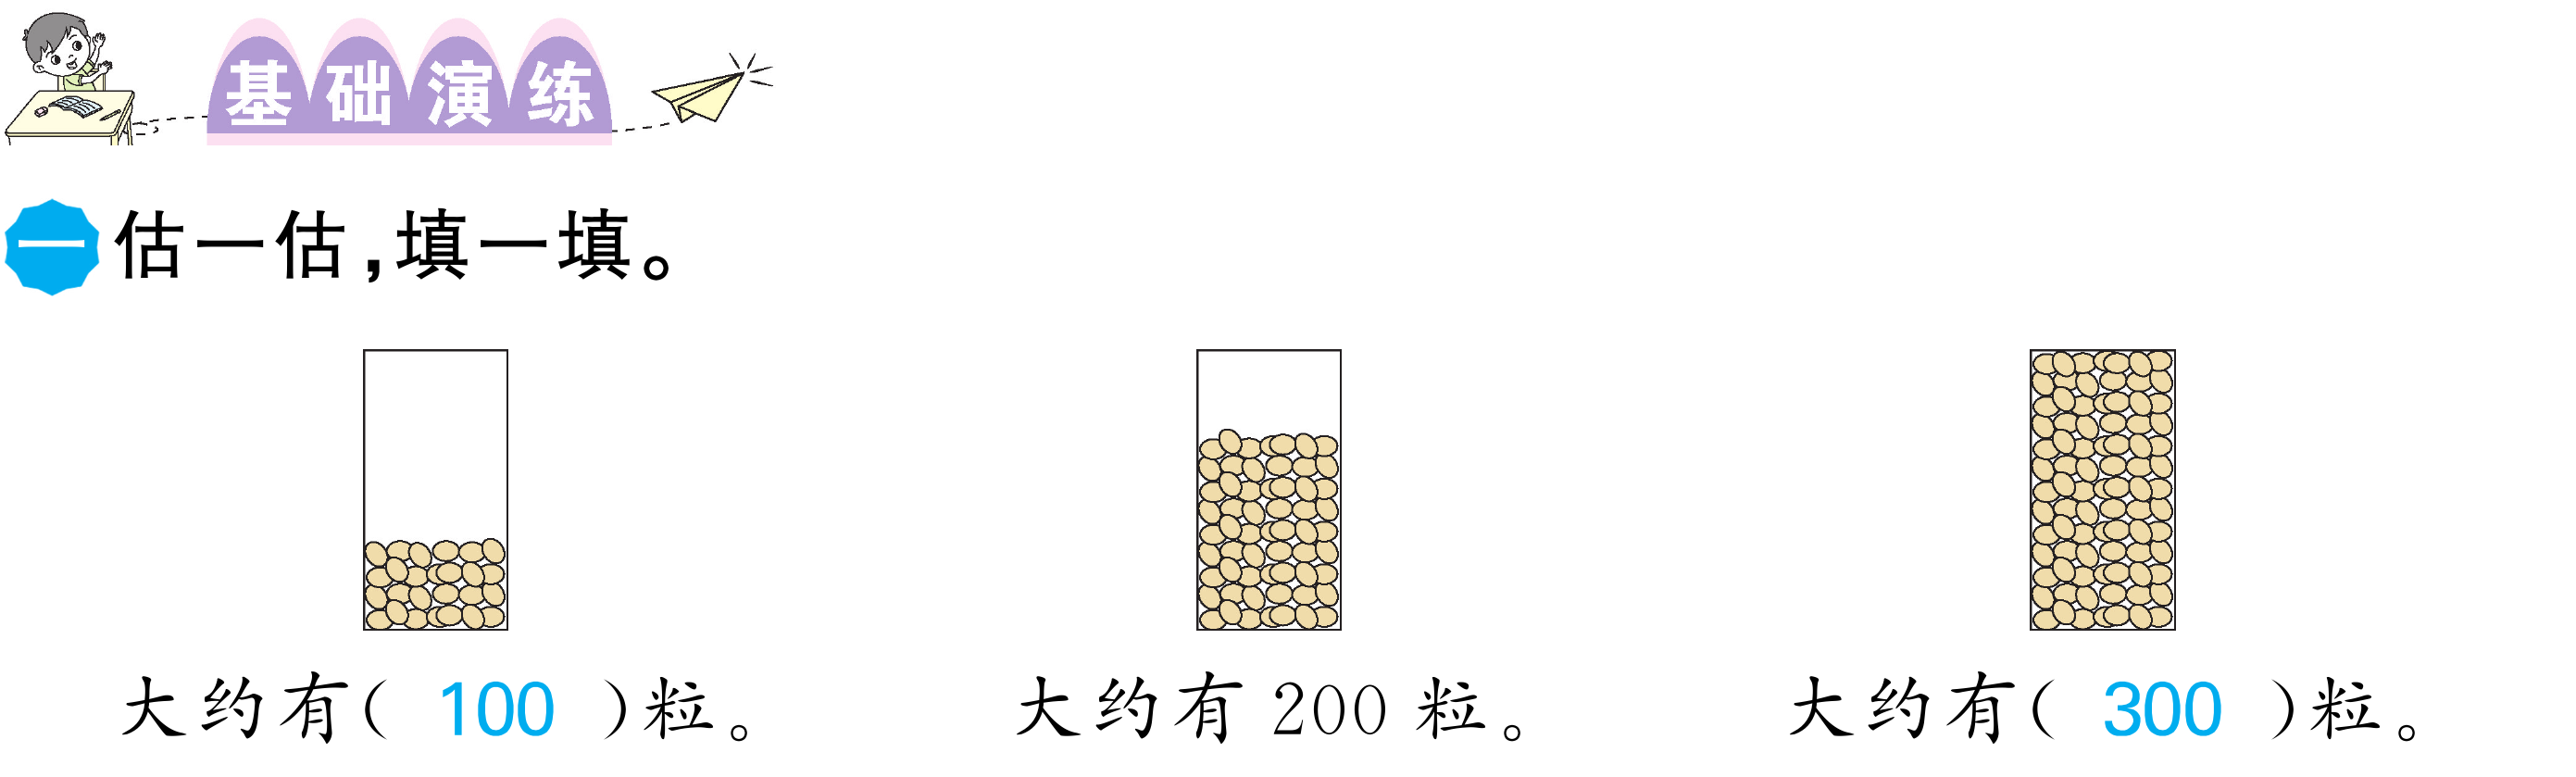 基础演练
一 估一估,填一填。
大约有( 100 )粒。 大约有 200 粒。 大约有( 300 )粒。